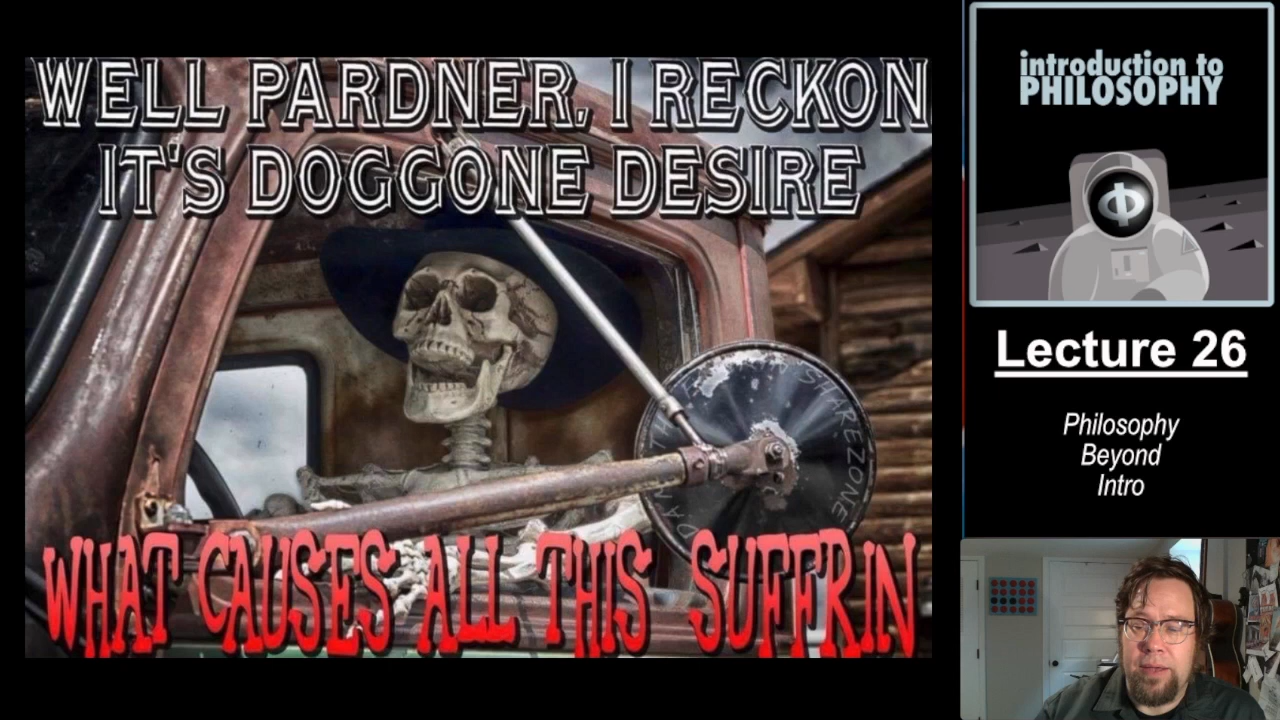 WELL PARDNER, I RECKON
IT'S DOGGONE DESIRE
WHAT CAUSES ALL THIS SUFFRIN
introduction to
PHILOSOPHY
Φ
Lecture 26
Philosophy
Beyond
Intro